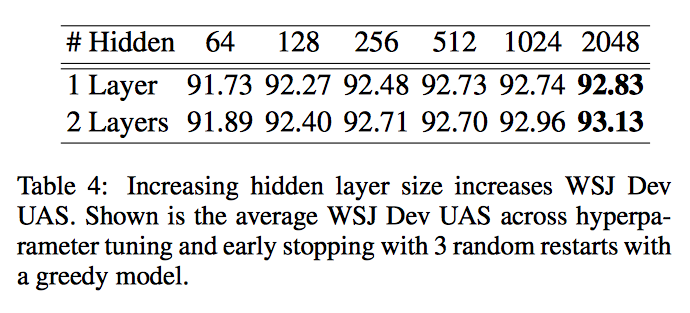 # Hidden 64 128 256 512 1024 2048
1 Layer 91.73 92.27 92.48 92.73 92.74 92.83
2 Layers 91.89 92.40 92.71 92.70 92.96 93.13
Table 4: Increasing hidden layer size increases WSJ Dev
UAS. Shown is the average WSJ Dev UAS across hyperpa-
rameter tuning and early stopping with 3 random restarts with
a greedy model.